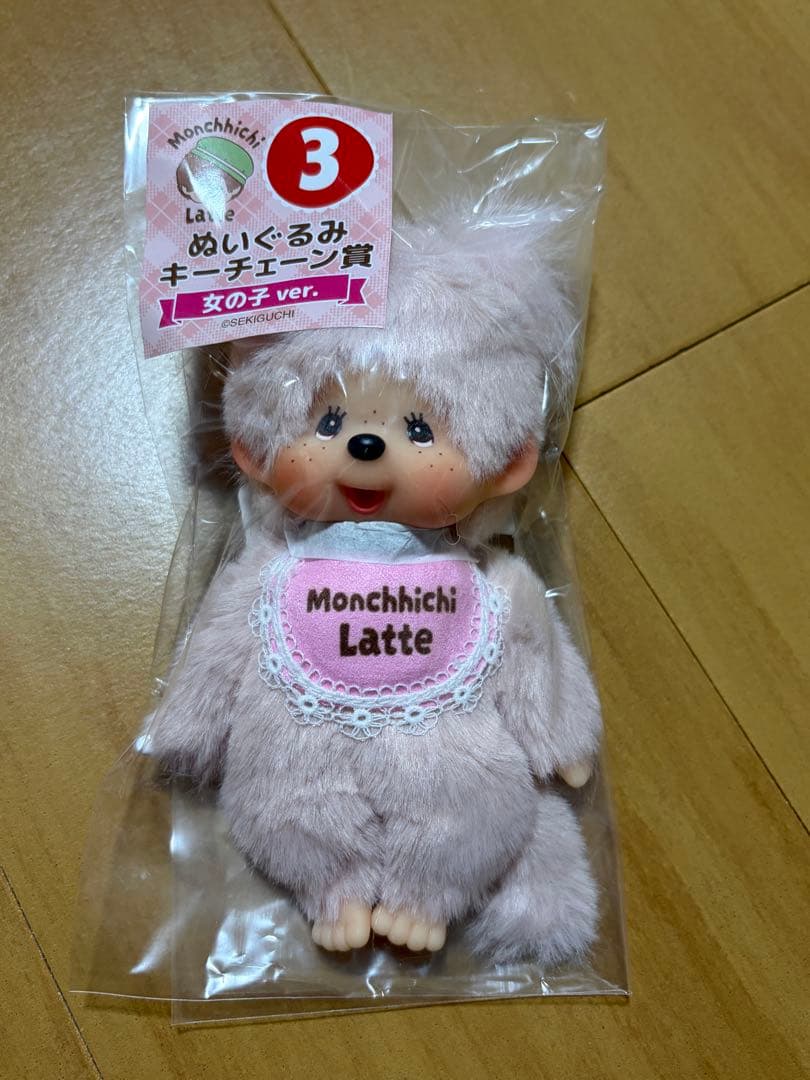 Monchhichi
Latte
3
ぬいぐるみ
キーチェーン賞
女の子 ver.
©SEKIGUCHI
Monchhichi
Latte